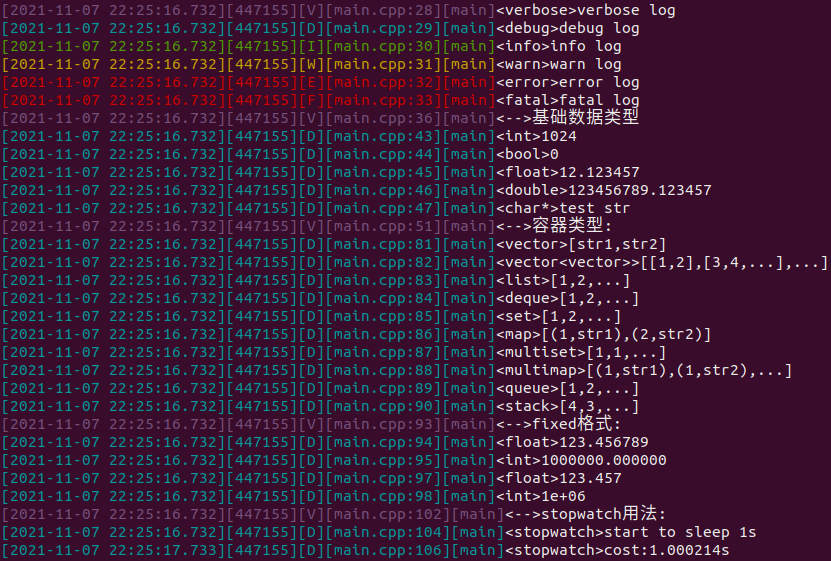 [2021-11-07 22:25:16.732][447155][V][main.cpp:28][main]<verbose>verbose log
[2021-11-07 22:25:16.732][447155][D][main.cpp:29][main]<debug>debug log
[2021-11-07 22:25:16.732][447155][I][main.cpp:30][main]<info>info log
[2021-11-07 22:25:16.732][447155][W][main.cpp:31][main]<warn>warn log
[2021-11-07 22:25:16.732][447155][E][main.cpp:32][main]<error>error log
[2021-11-07 22:25:16.732][447155][F][main.cpp:33][main]<fatal>fatal log
[2021-11-07 22:25:16.732][447155][V][main.cpp:36][main]<-->基础数据类型
[2021-11-07 22:25:16.732][447155][D][main.cpp:43][main]<int>1024
[2021-11-07 22:25:16.732][447155][D][main.cpp:44][main]<bool>0
[2021-11-07 22:25:16.732][447155][D][main.cpp:45][main]<float>12.123457
[2021-11-07 22:25:16.732][447155][D][main.cpp:46][main]<double>123456789.123457
[2021-11-07 22:25:16.732][447155][D][main.cpp:47][main]<char*>test str
[2021-11-07 22:25:16.732][447155][V][main.cpp:51][main]<-->容器类型:
[2021-11-07 22:25:16.732][447155][D][main.cpp:81][main]<vector>[str1,str2]
[2021-11-07 22:25:16.732][447155][D][main.cpp:82][main]<vector<vector>>[[1,2],[3,4,...],...]
[2021-11-07 22:25:16.732][447155][D][main.cpp:83][main]<list>[1,2,...]
[2021-11-07 22:25:16.732][447155][D][main.cpp:84][main]<deque>[1,2,...]
[2021-11-07 22:25:16.732][447155][D][main.cpp:85][main]<set>[1,2,...]
[2021-11-07 22:25:16.732][447155][D][main.cpp:86][main]<map>[(1,str1),(2,str2)]
[2021-11-07 22:25:16.732][447155][D][main.cpp:87][main]<multiset>[1,1,...]
[2021-11-07 22:25:16.732][447155][D][main.cpp:88][main]<multimap>[(1,str1),(1,str2),...]
[2021-11-07 22:25:16.732][447155][D][main.cpp:89][main]<queue>[1,2,...]
[2021-11-07 22:25:16.732][447155][D][main.cpp:90][main]<stack>[4,3,...]
[2021-11-07 22:25:16.732][447155][V][main.cpp:93][main]<-->fixed格式:
[2021-11-07 22:25:16.732][447155][D][main.cpp:94][main]<float>123.456789
[2021-11-07 22:25:16.732][447155][D][main.cpp:95][main]<int>1000000.000000
[2021-11-07 22:25:16.732][447155][D][main.cpp:97][main]<float>123.457
[2021-11-07 22:25:16.732][447155][D][main.cpp:98][main]<int>1e+06
[2021-11-07 22:25:16.732][447155][V][main.cpp:102][main]<-->stopwatch用法:
[2021-11-07 22:25:16.732][447155][D][main.cpp:104][main]<stopwatch>start to sleep 1s
[2021-11-07 22:25:17.733][447155][D][main.cpp:106][main]<stopwatch>cost:1.000214s